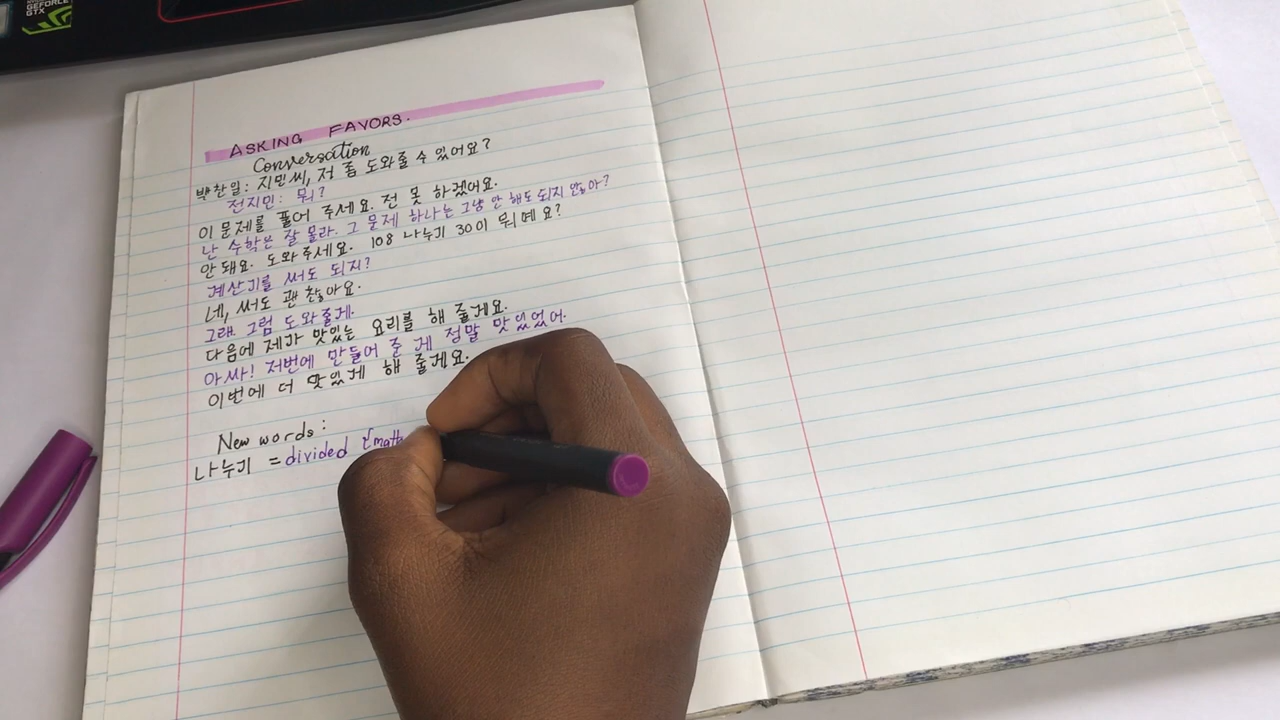 GEFORCE
GTX
ASKING FAVORS.
Conversation
박찬일: 지민씨, 저 좀 도와줄 수 있어요?
전지민: 뭐?
이 문제를 풀어 주세요. 전 못 하겠어요.
난 수학은 잘 몰라. 그 문제 하나는 그냥 안 해도 되지 않아?
안 돼요. 도와주세요. 108 나누기 30이 뭐예요?
계산기를 써도 되지?
네, 써도 괜찮아요.
그래. 그럼 도와줄게.
다음에 제가 맛있는 요리를 해 줄게요.
아싸! 저번에 만들어 준 게 정말 맛있었어.
이번에 더 맛있게 해 줄게요.
New words:
나누기 = divided {math